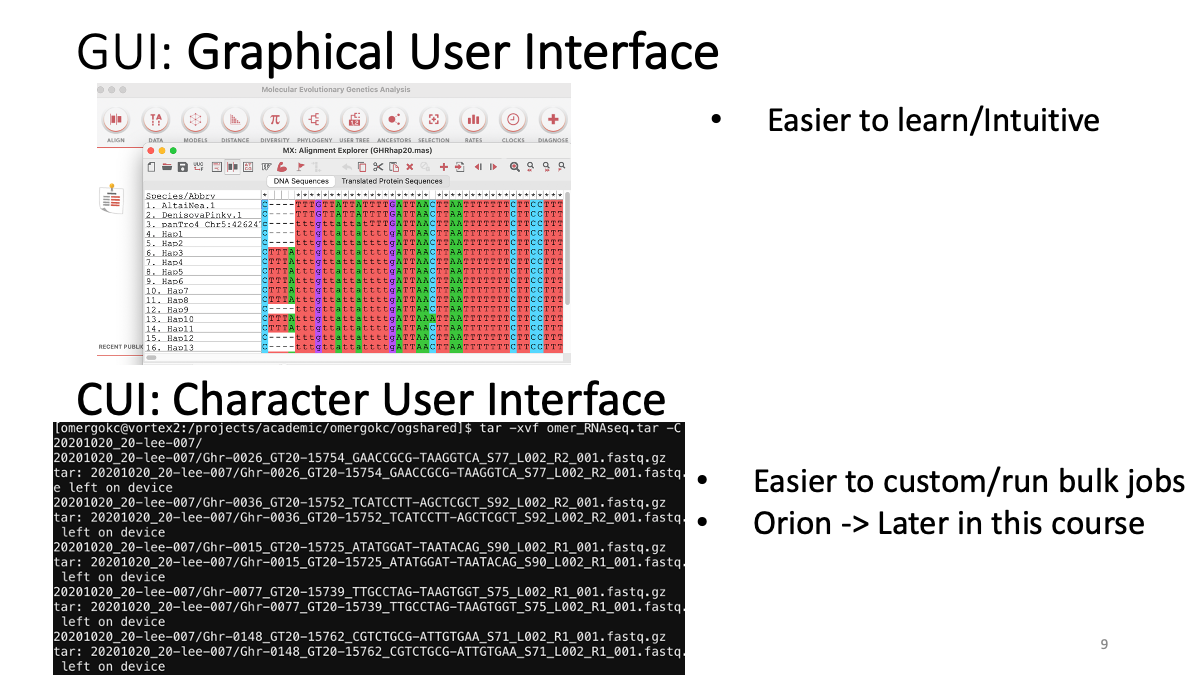 GUI: Graphical User Interface
Molecular Evolutionary Genetics Analysis
ALIGN DATA MODELS DISTANCE DIVERSITY PHYLOGENY USER TREE ANCESTORS SELECTION RATES CLOCKS DIAGNOSE
MX: Alignment Explorer (GHRhap20.mas)
DNA Sequences Translated Protein Sequences
Species/Abbrv
1. AltaiNea.1
2. DenisovaPinky.1
3. panTro4 Chr5:42624
4. Hap1
5. Hap2
6. Hap3
7. Hap4
8. Hap5
9. Hap6
10. Hap7
11. Hap8
12. Hap9
13. Hap10
14. Hap11
15. Hap12
16. Hap13
RECENT PUBLI
• Easier to learn/Intuitive
CUI: Character User Interface
[omergokc@vortex2:/projects/academic/omergokc/ogshared]$ tar -xvf omer_RNAseq.tar -C
20201020_20-lee-007/
20201020_20-lee-007/Ghr-0026_GT20-15754_GAACCGCG-TAAGGTCA_S77_L002_R2_001.fastq.gz
tar: 20201020_20-lee-007/Ghr-0026_GT20-15754_GAACCGCG-TAAGGTCA_S77_L002_R2_001.fastq.
e left on device
20201020_20-lee-007/Ghr-0036_GT20-15752_TCATCCTT-AGCTCGCT_S92_L002_R2_001.fastq.gz
tar: 20201020_20-lee-007/Ghr-0036_GT20-15752_TCATCCTT-AGCTCGCT_S92_L002_R2_001.fastq.
left on device
20201020_20-lee-007/Ghr-0015_GT20-15725_ATATGGAT-TAATACAG_S90_L002_R1_001.fastq.gz
tar: 20201020_20-lee-007/Ghr-0015_GT20-15725_ATATGGAT-TAATACAG_S90_L002_R1_001.fastq.
left on device
20201020_20-lee-007/Ghr-0077_GT20-15739_TTGCCTAG-TAAGTGGT_S75_L002_R1_001.fastq.gz
tar: 20201020_20-lee-007/Ghr-0077_GT20-15739_TTGCCTAG-TAAGTGGT_S75_L002_R1_001.fastq.
left on device
20201020_20-lee-007/Ghr-0148_GT20-15762_CGTCTGCG-ATTGTGAA_S71_L002_R1_001.fastq.gz
tar: 20201020_20-lee-007/Ghr-0148_GT20-15762_CGTCTGCG-ATTGTGAA_S71_L002_R1_001.fastq.
left on device
• Easier to custom/run bulk jobs
• Orion -> Later in this course
9